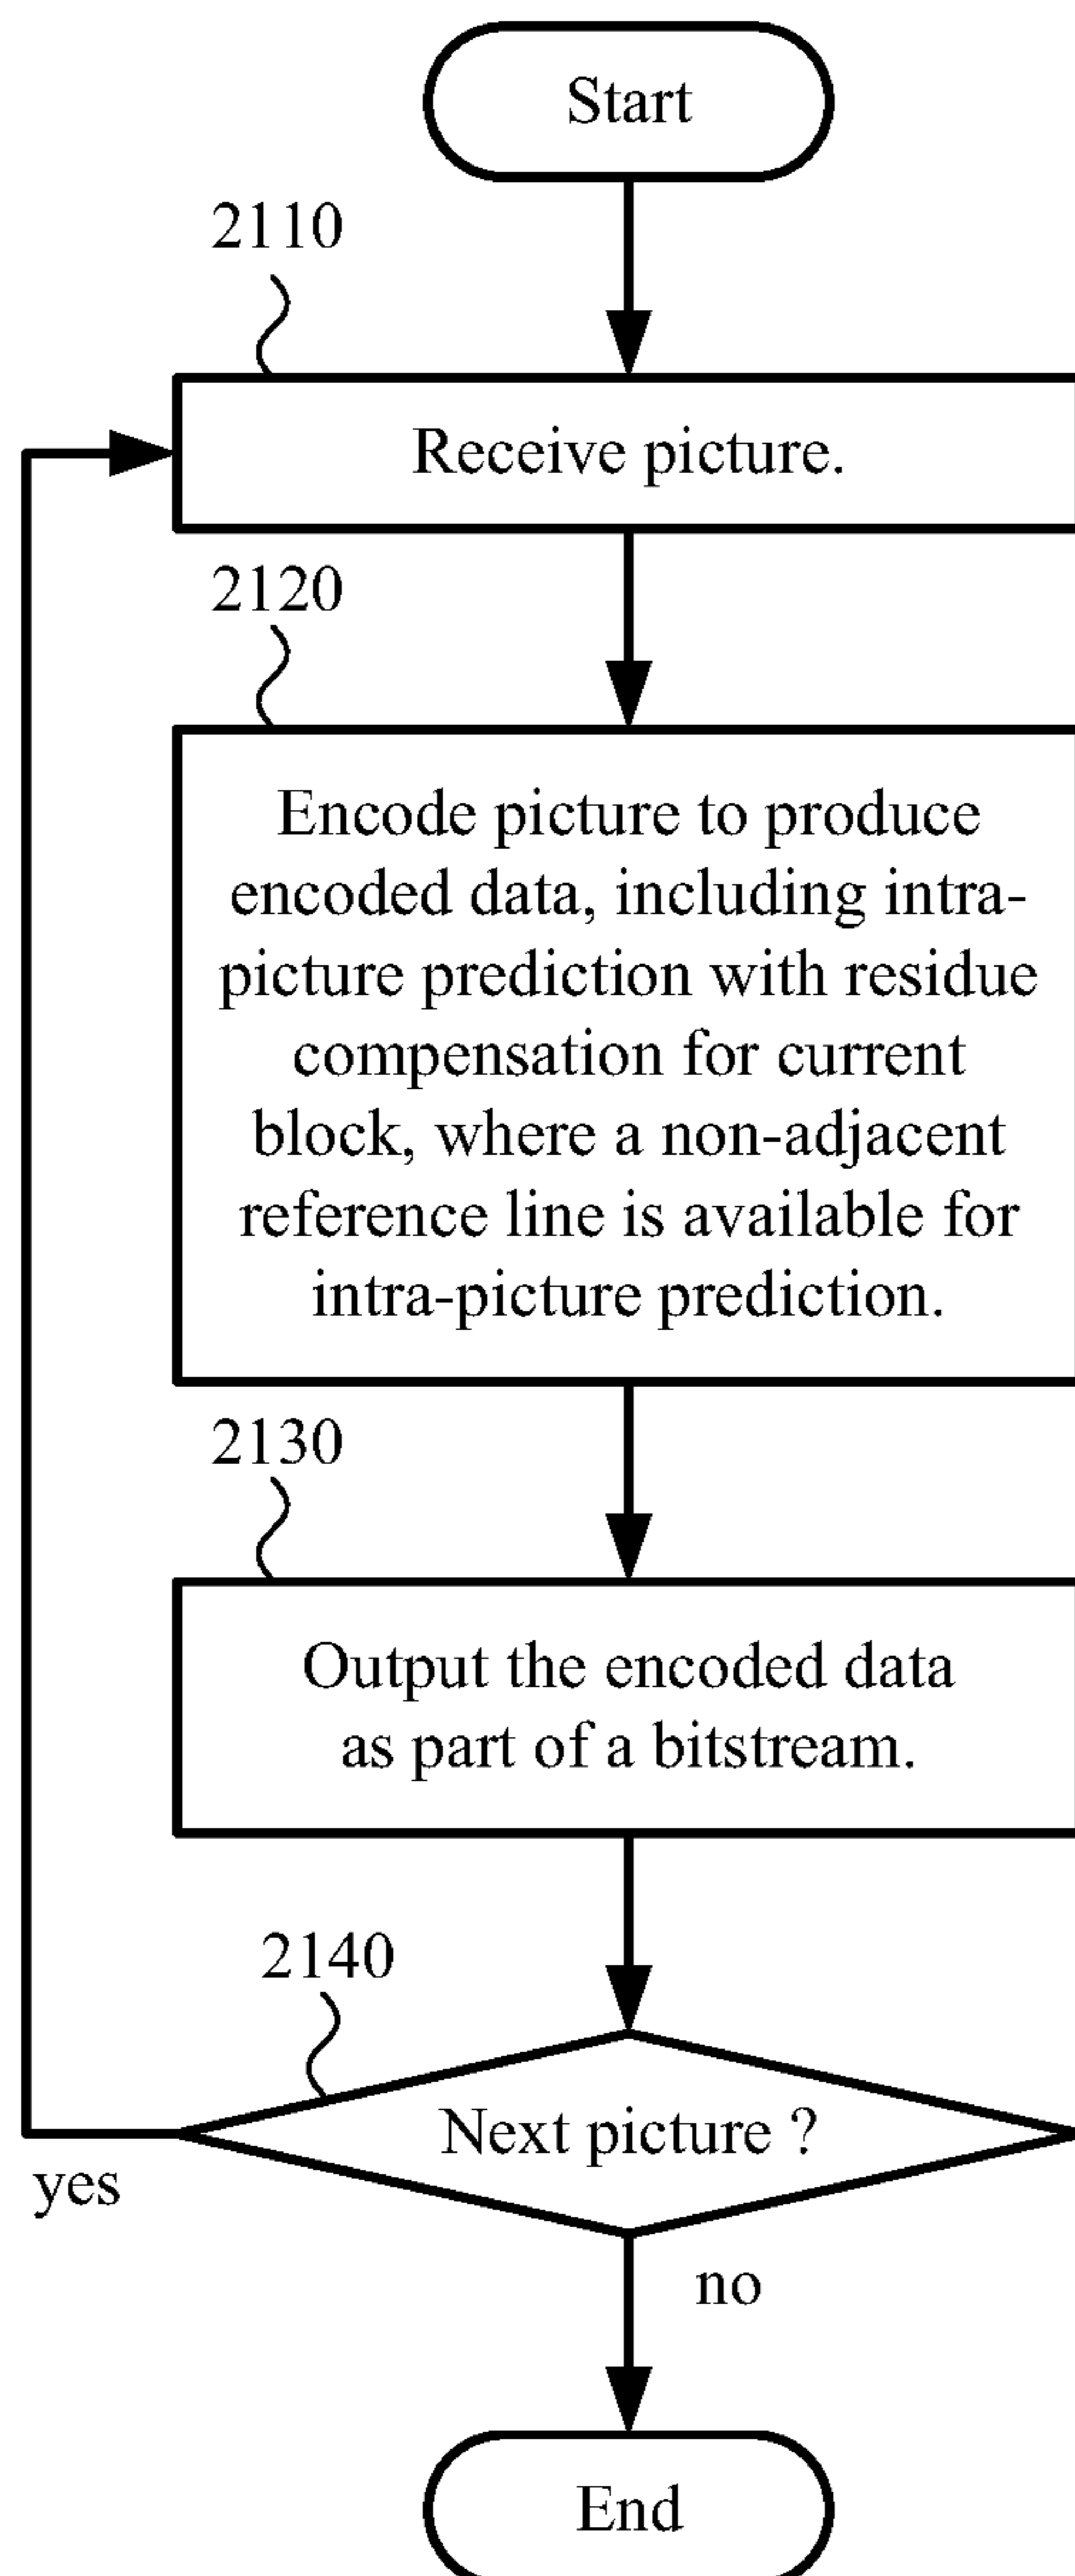 Start
2110
Receive picture.
2120
Encode picture to produce
encoded data, including intra-
picture prediction with residue
compensation for current
block, where a non-adjacent
reference line is available for
intra-picture prediction.
2130
Output the encoded data
as part of a bitstream.
2140
Next picture ?
yes
no
End